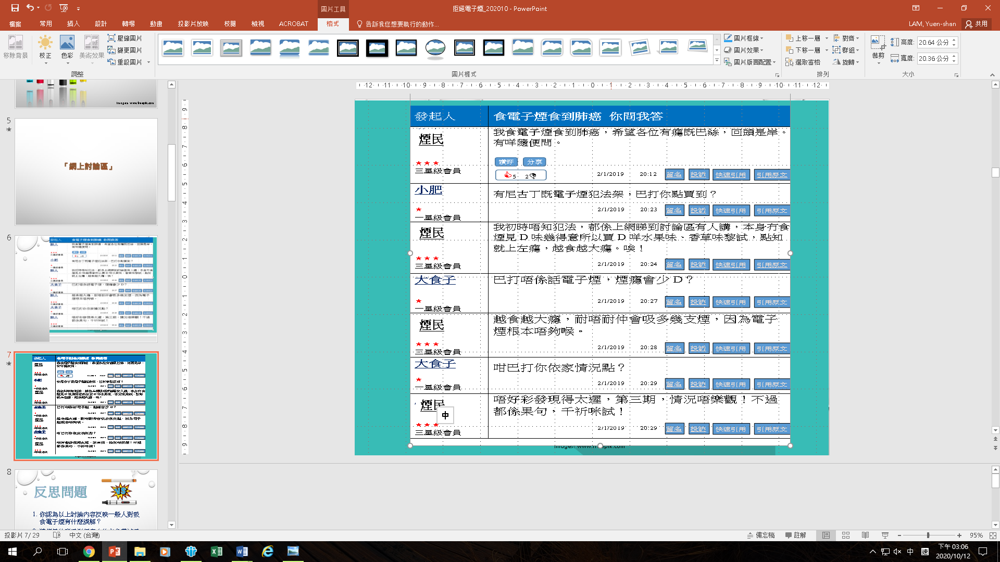 拒絕電子煙_202010 - PowerPoint
圖片工具
檔案 常用 插入 設計 轉場 動畫 投影片放映 校閱 檢視 ACROBAT 格式 告訴我您想要執行的動作... LAM, Yuen-shan 共用
移除背景 校正 色彩 美術效果 壓縮圖片 變更圖片 重設圖片
調整
圖片樣式
圖片框線 圖片效果 圖片版面配置
上移一層 下移一層 選取窗格 對齊 群組 旋轉
排列
裁剪 高度: 20.64 公分
寬度: 20.36 公分
大小
Images: www.freepik.com
5
「網上討論區」
6
7
8
反思問題
VS
1. 你認為以上討論內容反映一般人對吸
食電子煙有什麼誤解？
發起人 食電子煙食到肺癌 你問我答
煙民
我食電子煙食到肺癌，希望各位有癮既巴絲，回頭是岸。
有咩隨便問。
讚好 分享
5 2
★★★
三星級會員
2/1/2019 20:12 留名 投訴 快速引用 引用原文
小肥
有尼古丁既電子煙犯法架，巴打你點買到？
★
一星級會員
2/1/2019 20:23 留名 投訴 快速引用 引用原文
煙民
我初時唔知犯法，都係上網睇到討論區有人講，本身冇食
煙見D味幾得意所以買D咩水果味、香草味黎試，點知
就上左癮，越食越大癮。唉！
★★★
三星級會員
2/1/2019 20:24 留名 投訴 快速引用 引用原文
大食子
巴打唔係話電子煙，煙癮會少D？
★
一星級會員
2/1/2019 20:27 留名 投訴 快速引用 引用原文
煙民
越食越大癮，耐唔耐仲會吸多幾支煙，因為電子
煙根本唔夠喉。
★★★
三星級會員
2/1/2019 20:28 留名 投訴 快速引用 引用原文
大食子
咁巴打你依家情況點？
★
一星級會員
2/1/2019 20:29 留名 投訴 快速引用 引用原文
煙民
中
唔好彩發現得太遲，第三期，情況唔樂觀！不過
都係果句，千祈咪試！
★★★
三星級會員
2/1/2019 20:29 留名 投訴 快速引用 引用原文
投影片 7 / 29 中文 (台灣) 備忘稿 註解 95%
中 速 下午 03:06
2020/10/12